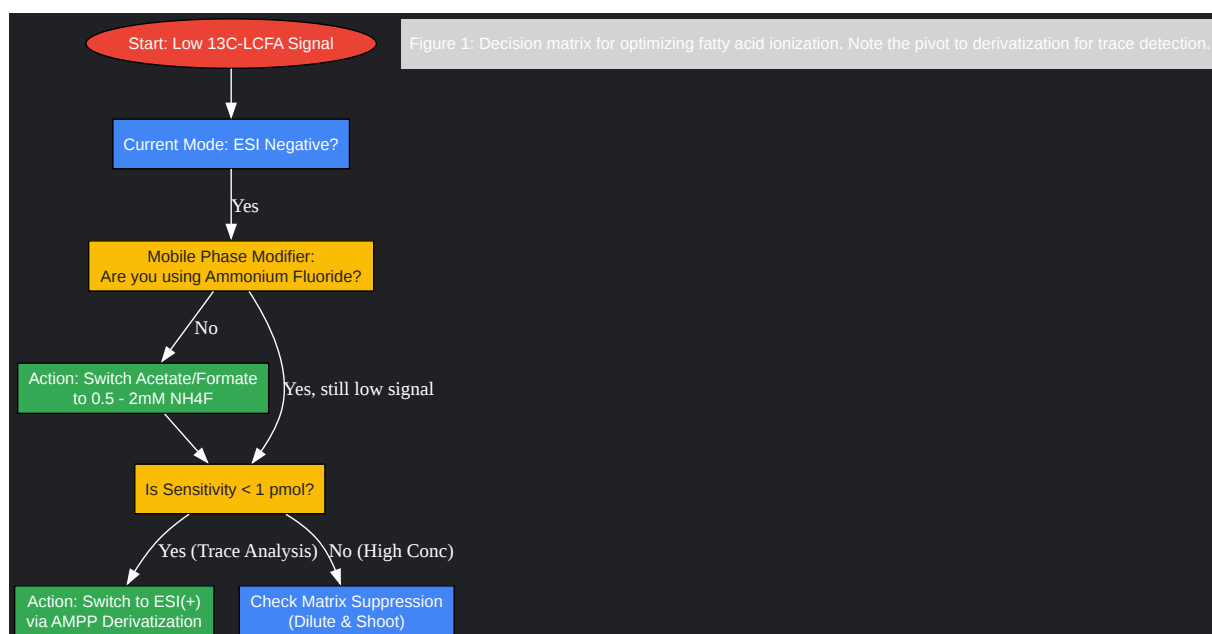 Start: Low 13C-LCFA Signal
Figure 1: Decision matrix for optimizing fatty acid ionization. Note the pivot to derivatization for trace detection.
Current Mode: ESI Negative?
Yes
Mobile Phase Modifier:
Are you using Ammonium Fluoride?
No
Action: Switch Acetate/Formate
to 0.5 - 2mM NH4F
Yes, still low signal
Is Sensitivity < 1 pmol?
Yes (Trace Analysis)
No (High Conc)
Action: Switch to ESI(+)
via AMPP Derivatization
Check Matrix Suppression
(Dilute & Shoot)